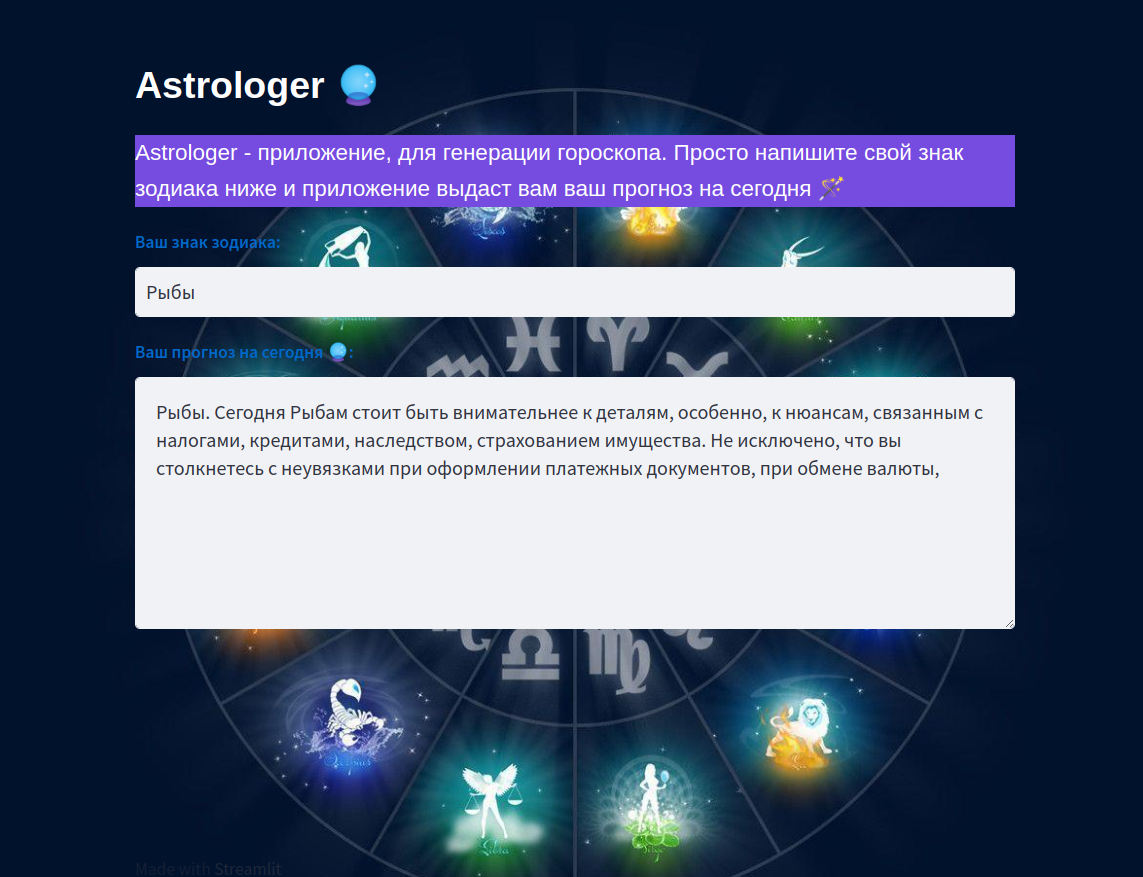 Astrologer
Astrologer - приложение, для генерации гороскопа. Просто напишите свой знак
зодиака ниже и приложение выдаст вам ваш прогноз на сегодня
Ваш знак зодиака:
Рыбы
Ваш прогноз на сегодня :
Рыбы. Сегодня Рыбам стоит быть внимательнее к деталям, особенно, к нюансам, связанным с
налогами, кредитами, наследством, страхованием имущества. Не исключено, что вы
столкнетесь с неувязками при оформлении платежных документов, при обмене валюты,
Scorpius
Libra
Made with Streamlit